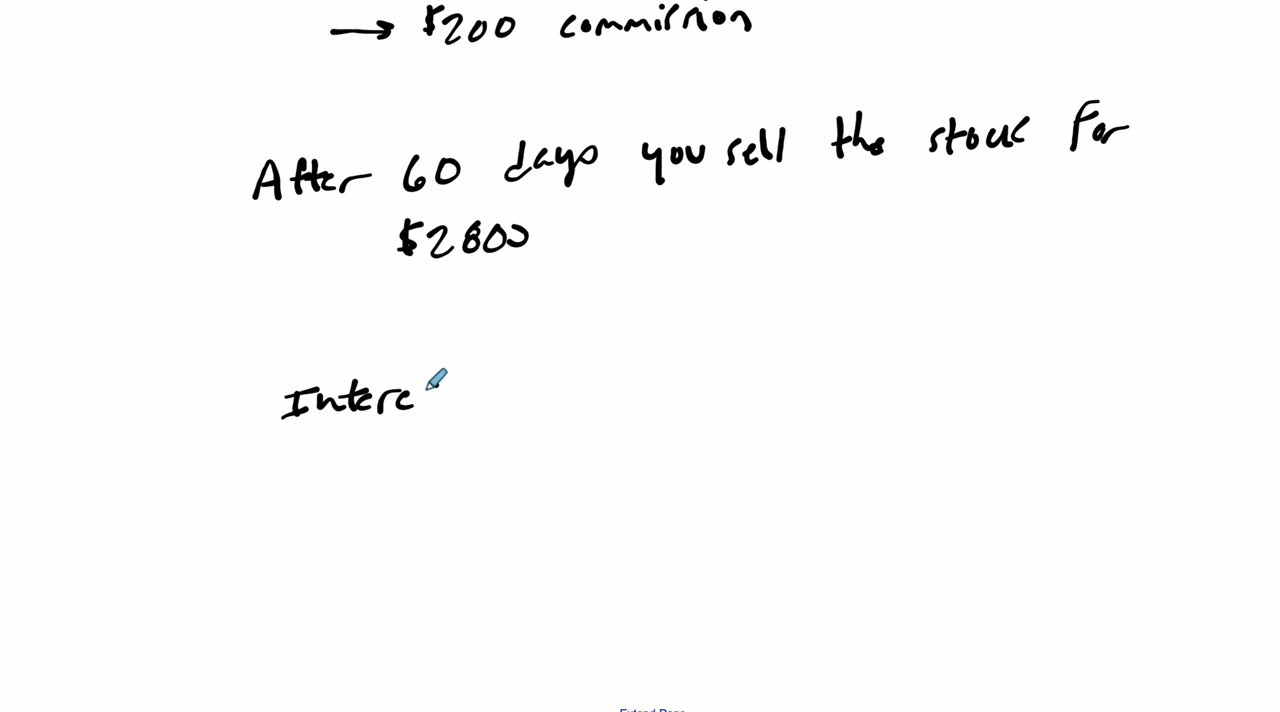 → $200 commission
After 60 days you sell the stock for
$2800
Intere